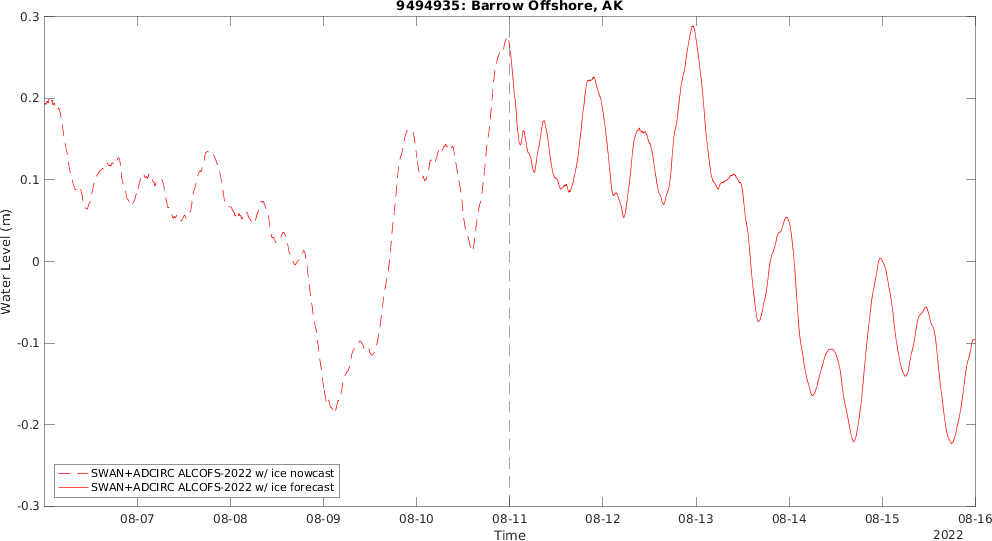 9494935: Barrow Offshore, AK
0.3
0.2
0.1
0
-0.1
-0.2
-0.3
Water Level (m)
SWAN+ADCIRC ALCOFS-2022 w/ ice nowcast
SWAN+ADCIRC ALCOFS-2022 w/ ice forecast
08-07 08-08 08-09 08-10 08-11 08-12 08-13 08-14 08-15 08-16
Time
2022